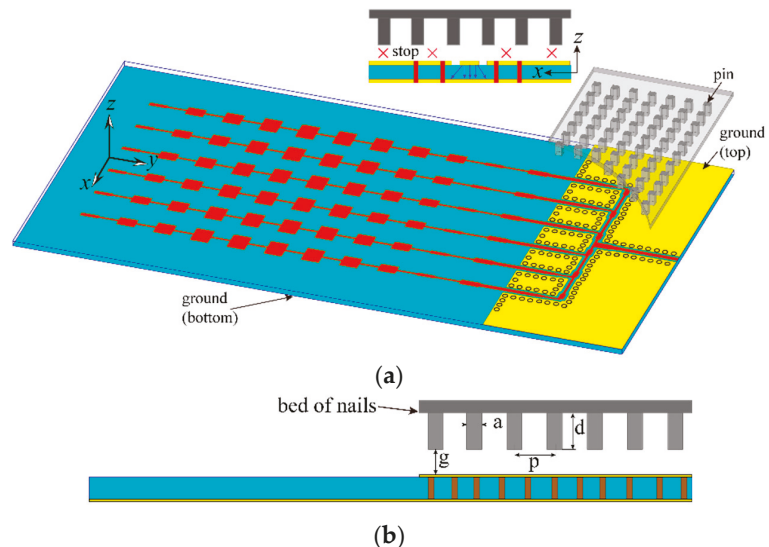 stop
z
x
pin
ground
(top)
z
y
x
ground
(bottom)
(a)
bed of nails
a
d
g
p
(b)